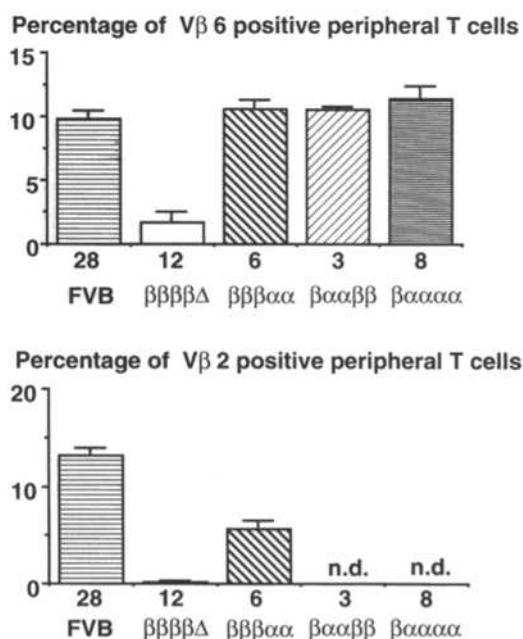 Percentage of Vβ 6 positive peripheral T cells
15
10
5
0
28 12 6 3 8
FVB ββββΔ βββαα βααββ βαααα
Percentage of Vβ 2 positive peripheral T cells
20
10
n.d. n.d.
0
28 12 6 3 8
FVB ββββΔ βββαα βααββ βαααα